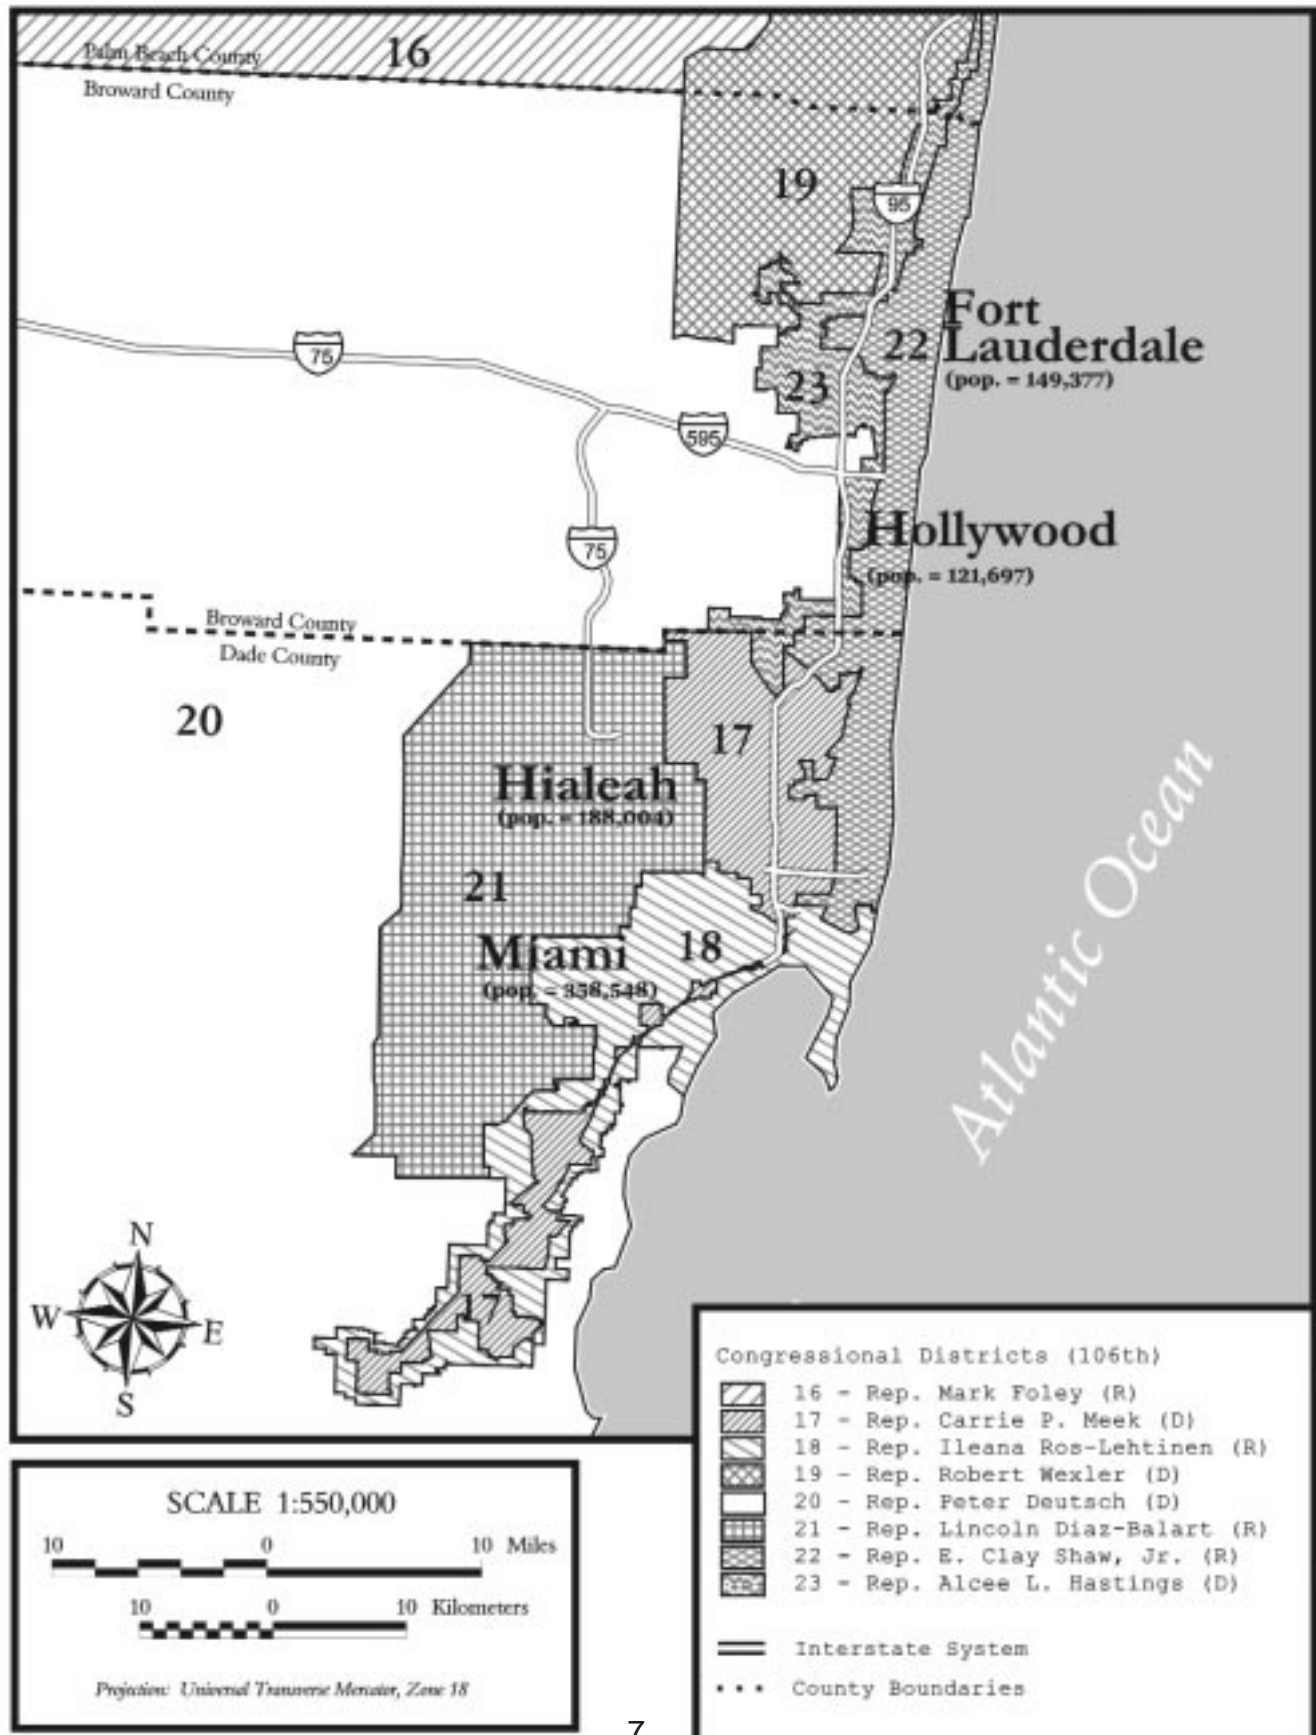 Palm Beach County
16
Broward County
19
95
Fort
Lauderdale
(pop. = 149,377)
22
75
23
595
Hollywood
(pop. = 121,697)
75
Broward County
Dade County
20
17
Hialeah
(pop. = 188,004)
21
Miami
(pop. = 358,548)
18
Atlantic Ocean
N
W
E
S
17
Congressional Districts (106th)
16 - Rep. Mark Foley (R)
17 - Rep. Carrie P. Meek (D)
18 - Rep. Ileana Ros-Lehtinen (R)
19 - Rep. Robert Wexler (D)
20 - Rep. Peter Deutsch (D)
21 - Rep. Lincoln Diaz-Balart (R)
22 - Rep. E. Clay Shaw, Jr. (R)
23 - Rep. Alcee L. Hastings (D)
Interstate System
County Boundaries
SCALE 1:550,000
10 0 10 Miles
10 0 10 Kilometers
Projection: Universal Transverse Mercator, Zone 18
7